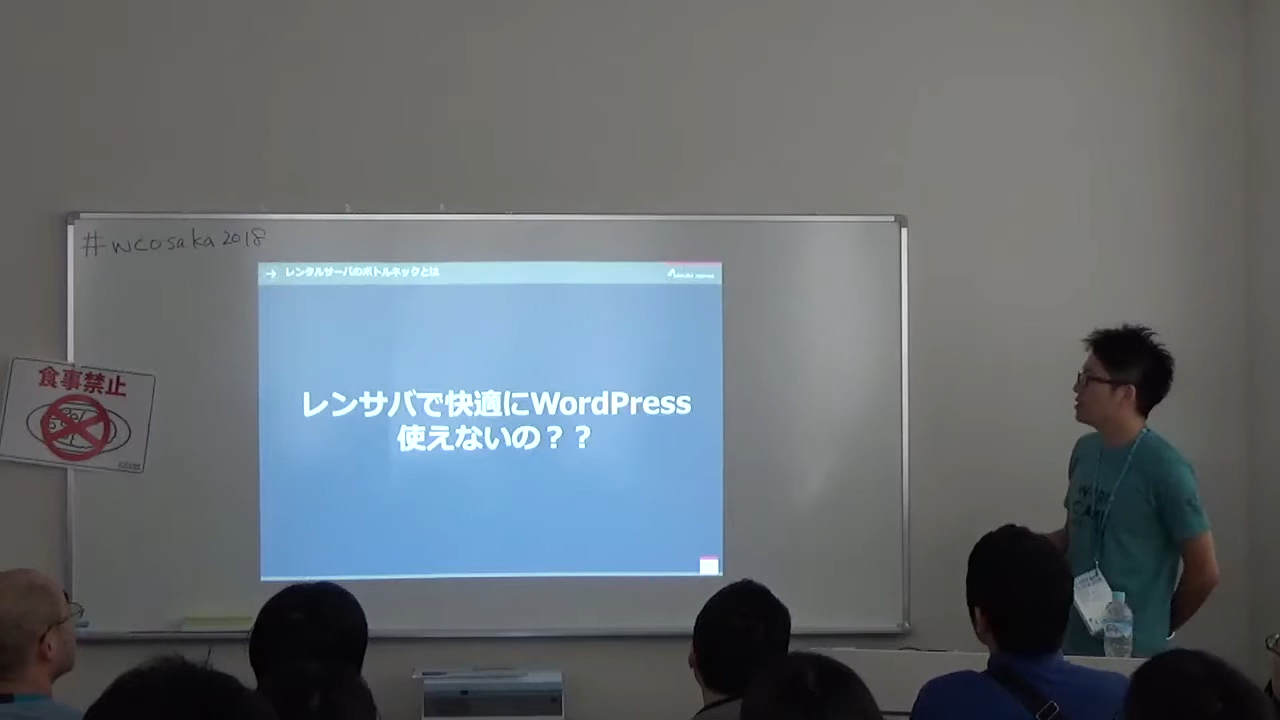 #wcosaka2018
→ レンタルサーバのボトルネックとは
レンサバで快適にWordPress
使えないの？？
食事禁止
WORD
CAMP